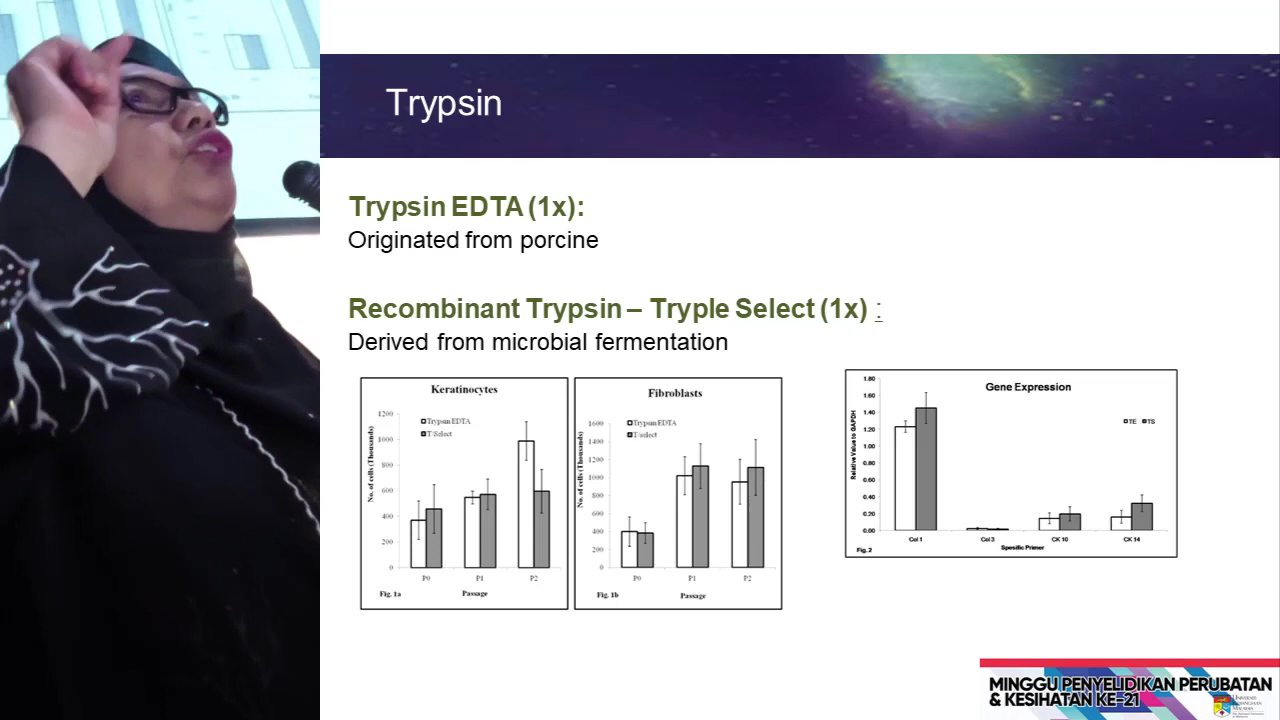 Trypsin
Trypsin EDTA (1x):
Originated from porcine
Recombinant Trypsin – Tryple Select (1x) :
Derived from microbial fermentation
Keratinocytes
No. of cells (Thousands)
1200
1000
800
600
400
200
0
Trypsin EDTA
T/Select
P0 P1 P2
Fig. 1a
Passage
Fibroblasts
No. of cells (Thousands)
1600
1400
1200
1000
800
600
400
200
0
Trypsin EDTA
T/select
P0 P1 P2
Fig. 1b
Passage
Gene Expression
Relative Value to GAPDH
1.80
1.60
1.40
1.20
1.00
0.80
0.60
0.40
0.20
0.00
TE TS
Col 1 Col 3 CK 10 CK 14
Spesific Primer
Fig. 2
MINGGU PENYELIDIKAN PERUBATAN
& KESIHATAN KE-21
UNIVERSITI
KEBANGSAAN
MALAYSIA